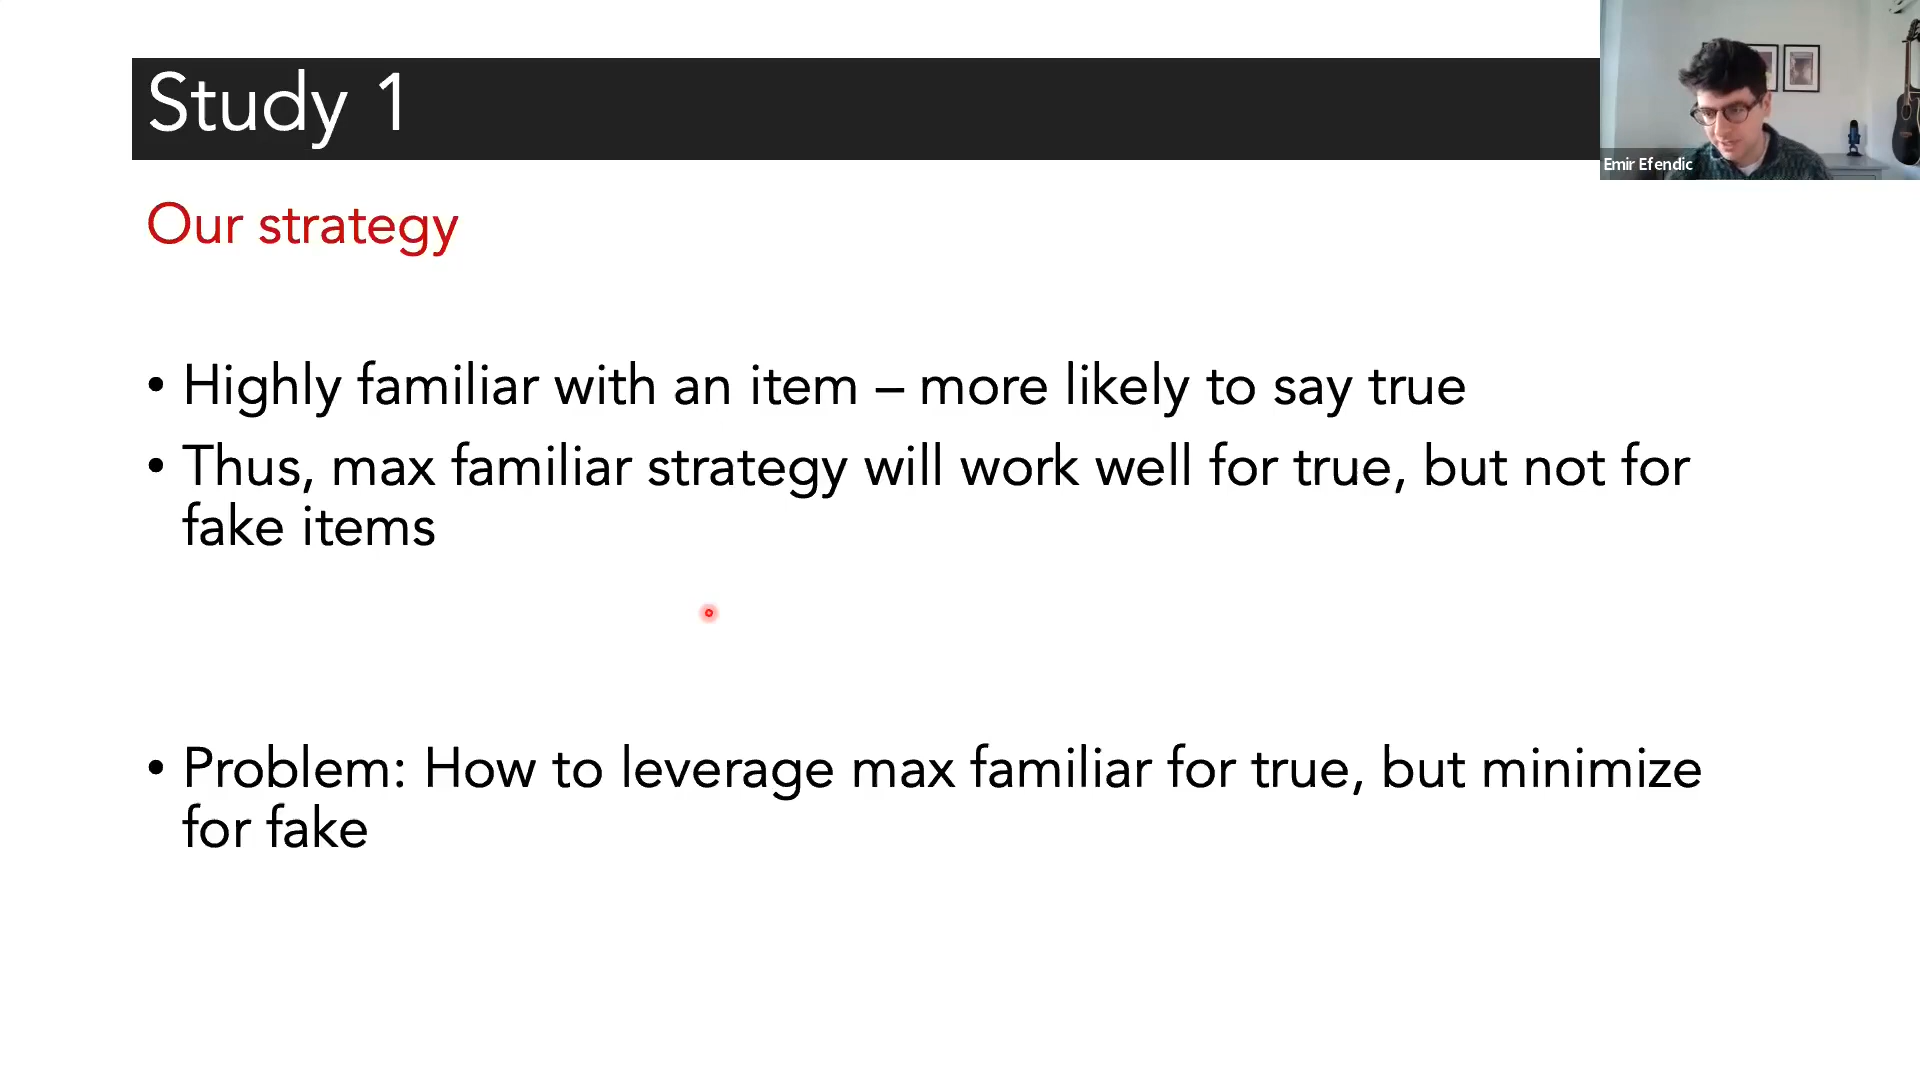 Study 1
Emir Efendic
Our strategy
• Highly familiar with an item – more likely to say true
• Thus, max familiar strategy will work well for true, but not for
fake items
• Problem: How to leverage max familiar for true, but minimize
for fake